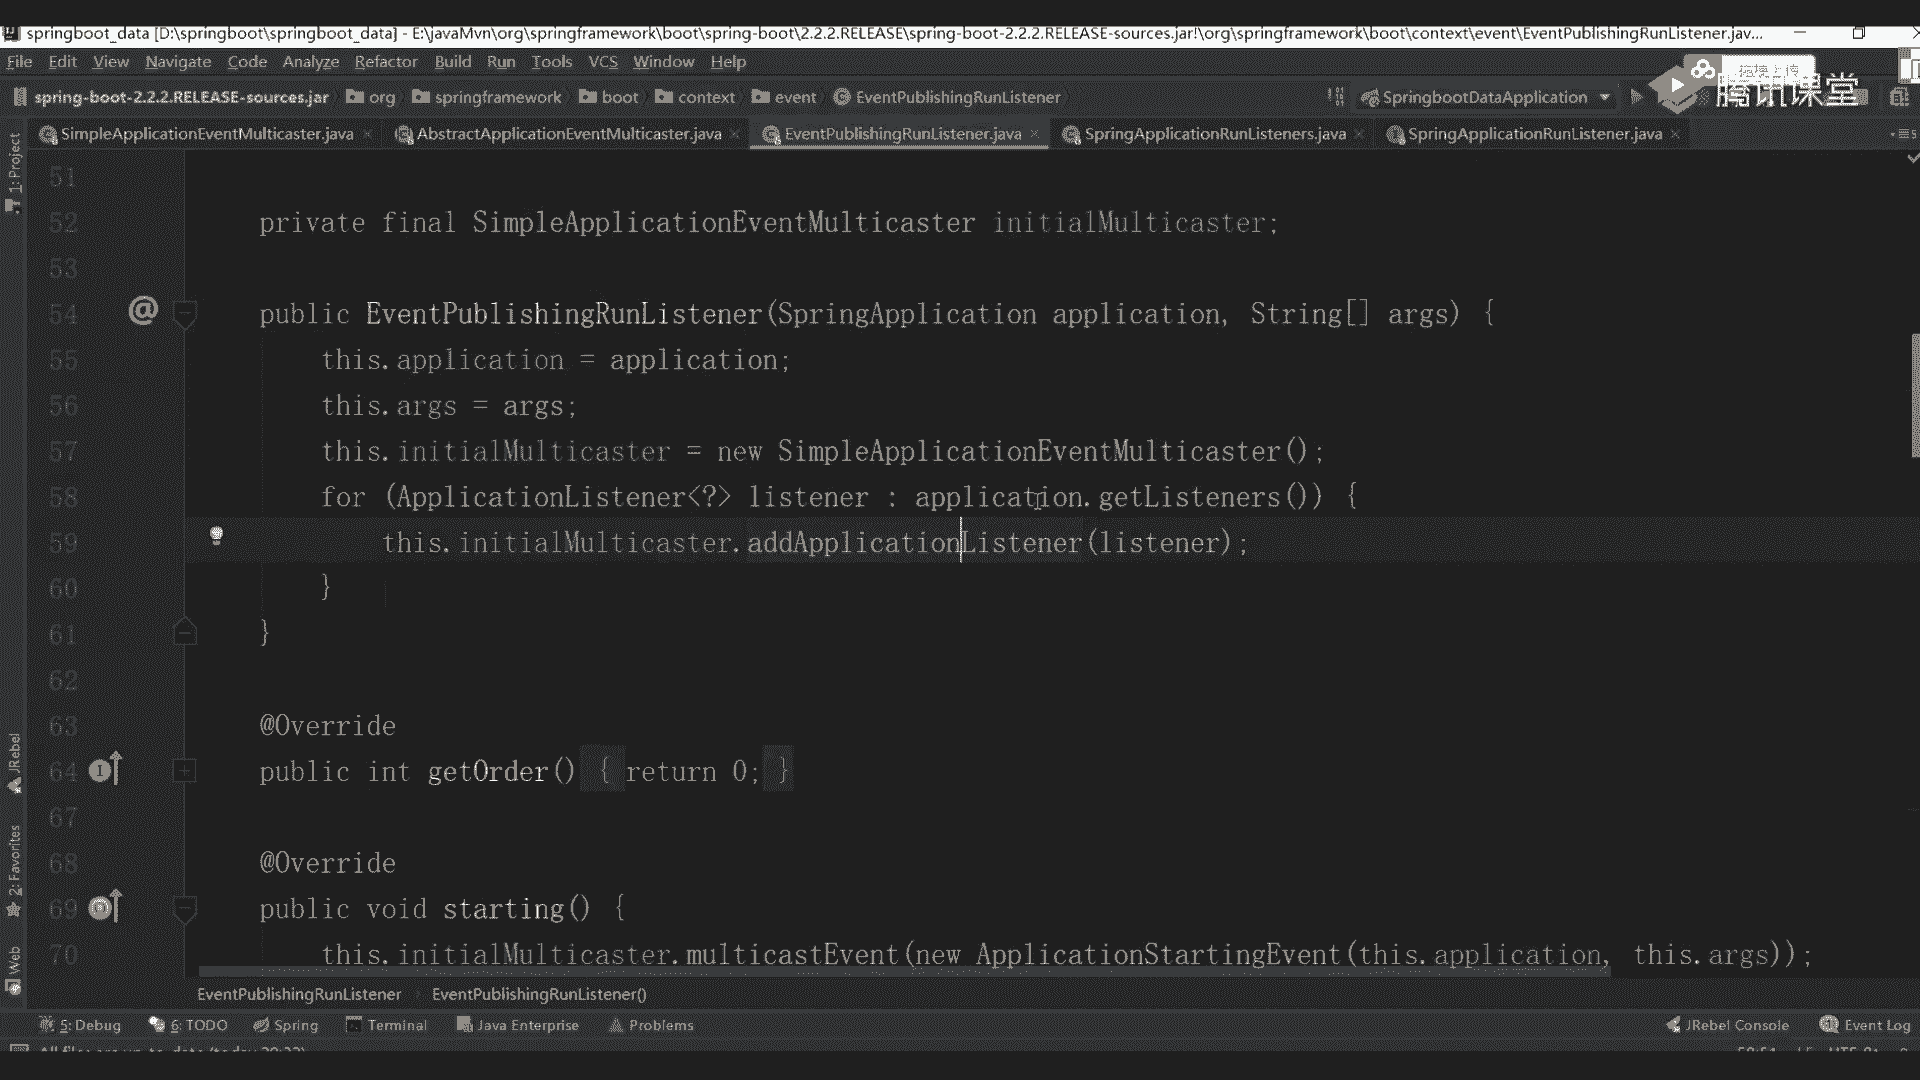 springboot_data [D:\springboot\springboot_data] - E:\javaMvn\org\springframework\boot\spring-boot\2.2.2.RELEASE\spring-boot-2.2.2.RELEASE-sources.jar!\org\springframework\boot\context\event\EventPublishingRunListener.jav...
File Edit View Navigate Code Analyze Refactor Build Run Tools VCS Window Help
腾讯课堂
spring-boot-2.2.2.RELEASE-sources.jar org springframework boot context event EventPublishingRunListener SpringbootDataApplication
SimpleApplicationEventMulticaster.java AbstractApplicationEventMulticaster.java EventPublishingRunListener.java SpringApplicationRunListeners.java SpringApplicationRunListener.java
1: Project
51
52 private final SimpleApplicationEventMulticaster initialMulticaster;
53
54 public EventPublishingRunListener(SpringApplication application, String[] args) {
55 this.application = application;
56 this.args = args;
57 this.initialMulticaster = new SimpleApplicationEventMulticaster();
58 for (ApplicationListener<?> listener : application.getListeners()) {
59 this.initialMulticaster.addApplicationListener(listener);
60 }
61 }
62
63 @Override
64 public int getOrder() { return 0; }
67
68 @Override
69 public void starting() {
70 this.initialMulticaster.multicastEvent(new ApplicationStartingEvent(this.application, this.args));
JRebel
2: Favorites
Web
EventPublishingRunListener EventPublishingRunListener()
5: Debug 6: TODO Spring Terminal Java Enterprise Problems JRebel Console Event Log